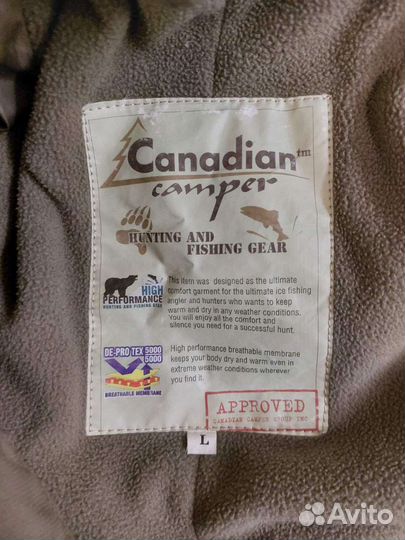 Canadian tm
camper
HUNTING AND
FISHING GEAR
HIGH
PERFORMANCE
HUNTING AND FISHING GEAR
This item was designed as the ultimate
comfort garment for the ultimate ice fishing
angler and hunters who wants to keep
warm and dry in any weather conditions.
You will enjoy all the comfort and
silence you need for a successful hunt.
DE-PRO TEX 5000
5000
BREATHABLE MEMBRANE
High performance breathable membrane
keeps your body dry and warm even in
extreme weather conditions wherever
you find it.
APPROVED
CANADIAN CAMPER GROUP INC.
L
Avito